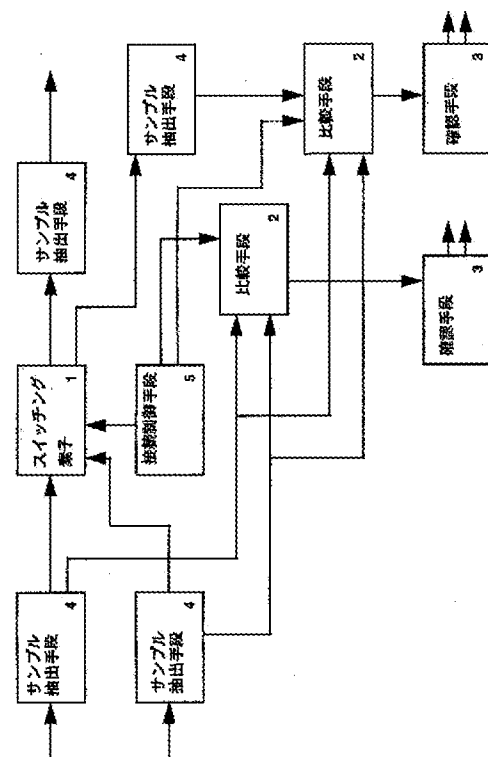 サンプル
抽出手段
4
スイッチング
素子
1
サンプル
抽出手段
4
サンプル
抽出手段
4
接続制御手段
5
サンプル
抽出手段
4
比較手段
2
比較手段
2
確認手段
3
確認手段
3